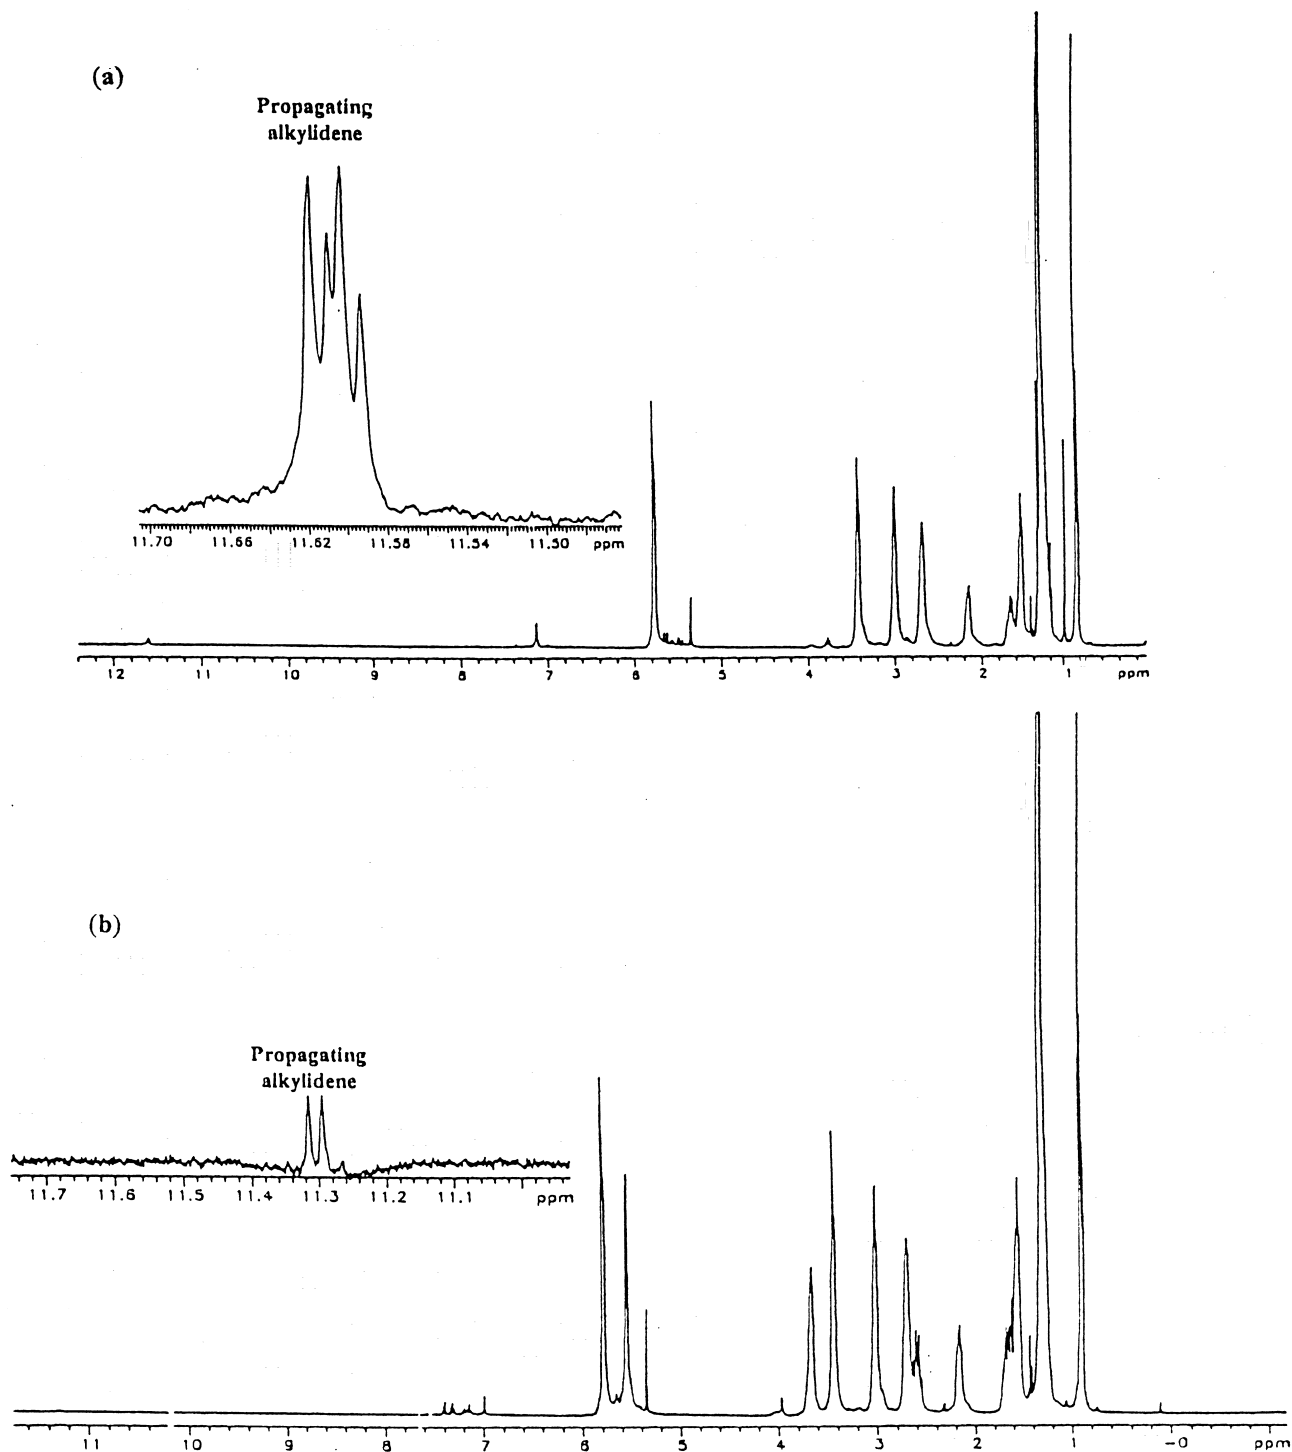 (a)
Propagating
alkylidene
11.70 11.66 11.62 11.58 11.54 11.50 ppm
12 11 10 9 8 7 6 5 4 3 2 1 ppm
(b)
Propagating
alkylidene
11.7 11.6 11.5 11.4 11.3 11.2 11.1 ppm
11 10 9 8 7 6 5 4 3 2 1 -0 ppm